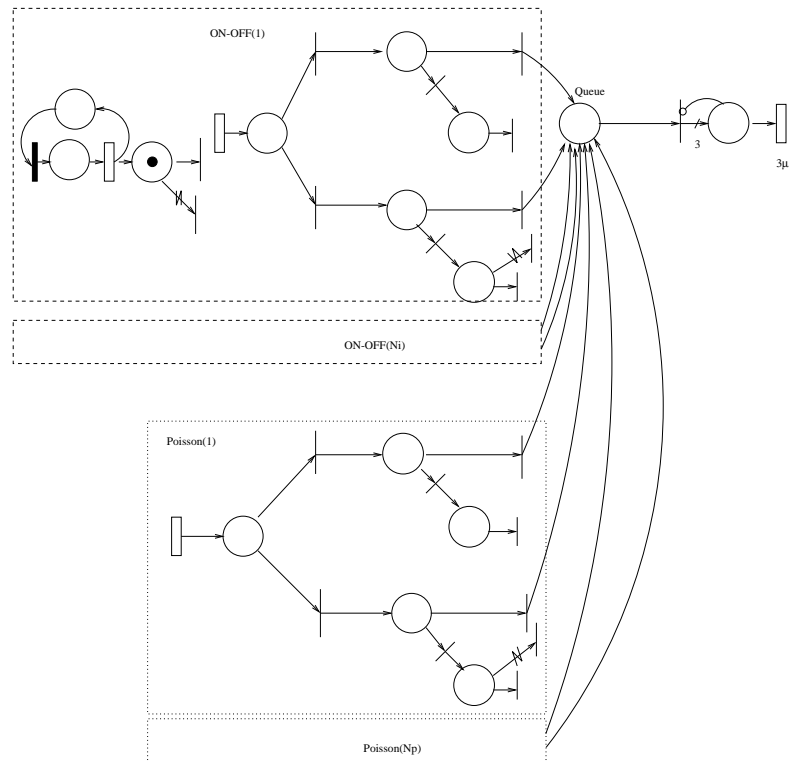 ON-OFF(1)
Queue
3
3μ
ON-OFF(Ni)
Poisson(1)
Poisson(Np)